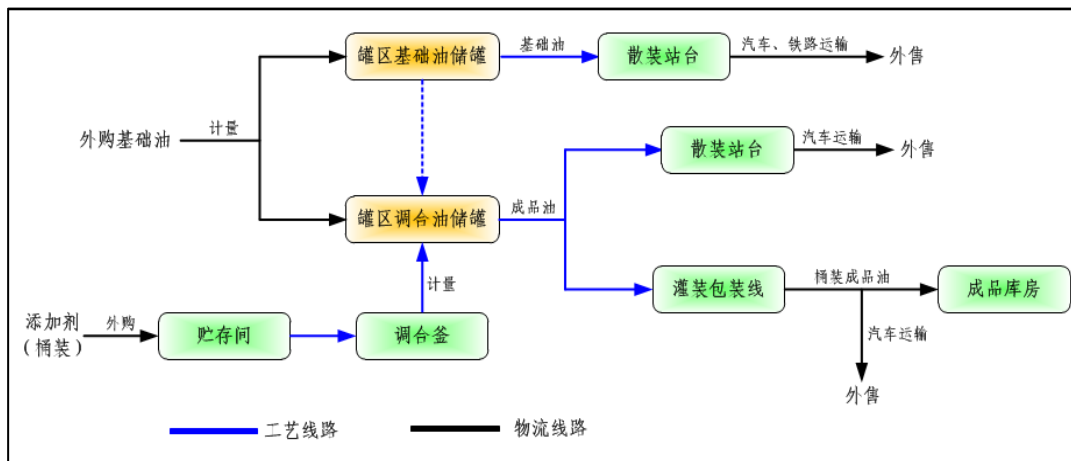 罐区基础油储罐
基础油
散装站台
汽车、铁路运输
外售
外购基础油
计量
散装站台
汽车运输
外售
罐区调合油储罐
成品油
计量
灌装包装线
桶装成品油
成品库房
添加剂
（桶装）
外购
贮存间
调合釜
汽车运输
外售
工艺线路
物流线路